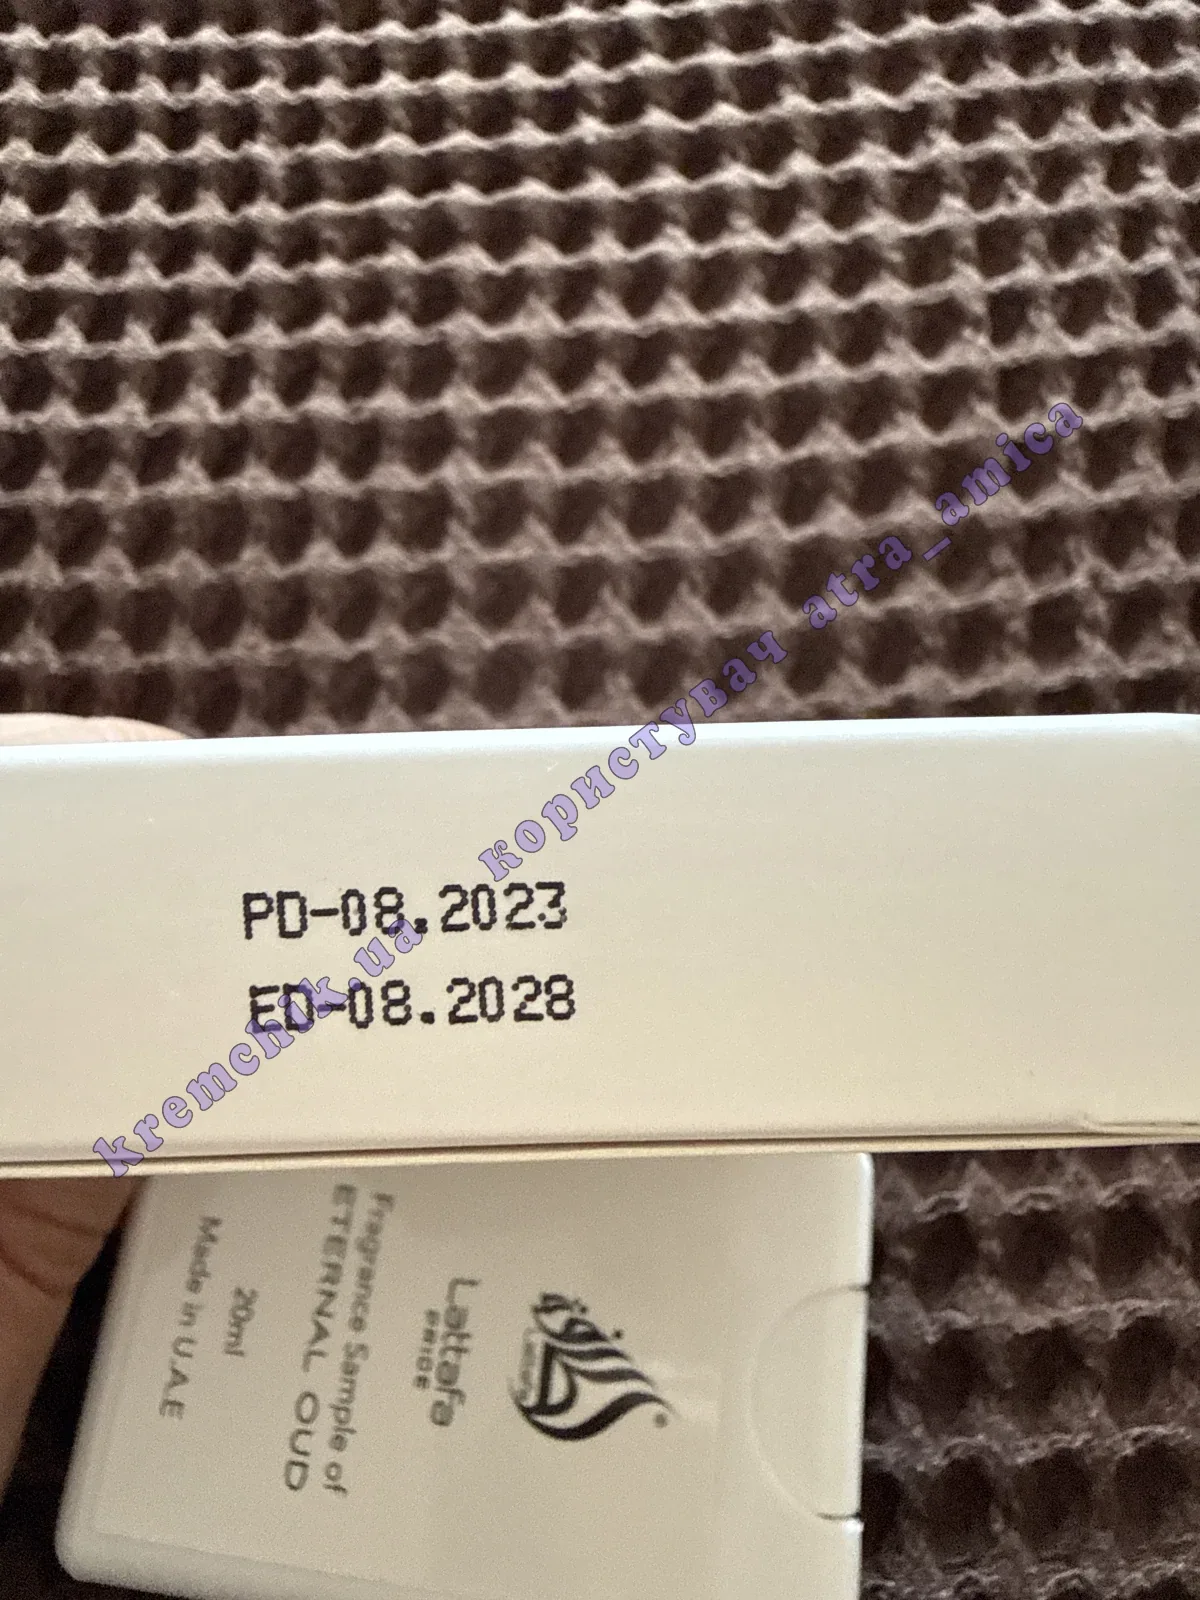 PD-08.2023
ED-08.2028
Lattafa
PRIDE
Fragrance Sample of
ETERNAL OUD
20ml
Made in U.A.E
kremchik.ua користувач atra_amica